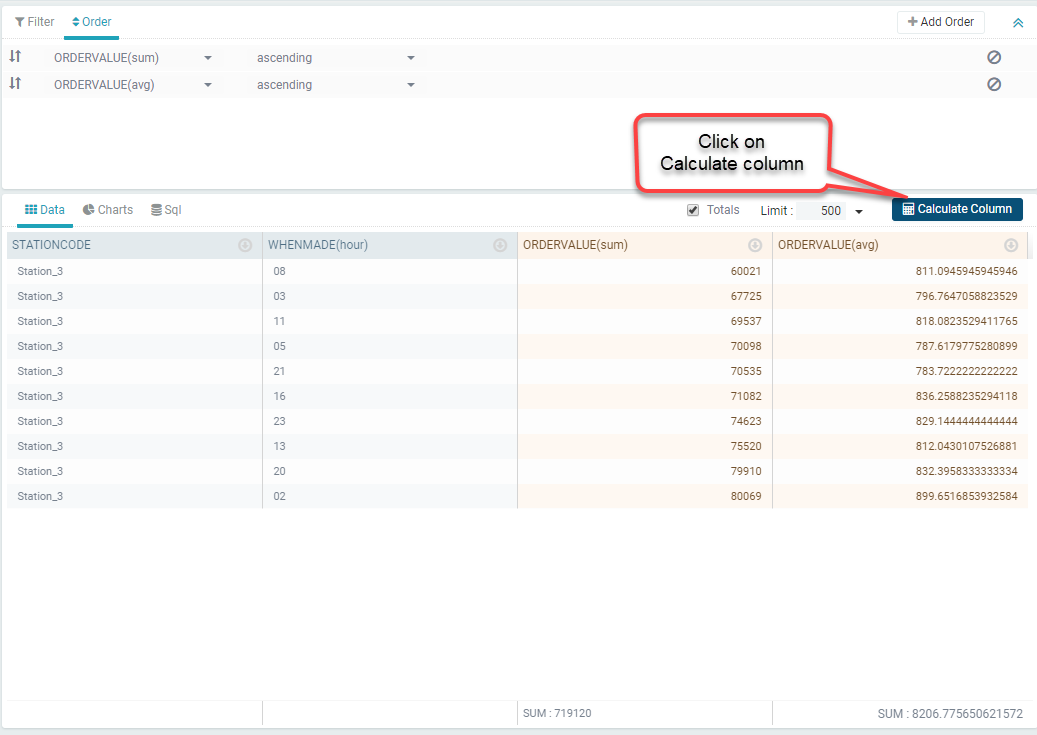 Filter Order Add Order
ORDERVALUE(sum) ascending
ORDERVALUE(avg) ascending
Click on
Calculate column
Data Charts Sql Totals Limit : 500 Calculate Column
STATIONCODE WHENMADE(hour) ORDERVALUE(sum) ORDERVALUE(avg)
Station_3 08 60021 811.0945945945946
Station_3 03 67725 796.7647058823529
Station_3 11 69537 818.0823529411765
Station_3 05 70098 787.6179775280899
Station_3 21 70535 783.7222222222222
Station_3 16 71082 836.2588235294118
Station_3 23 74623 829.1444444444444
Station_3 13 75520 812.0430107526881
Station_3 20 79910 832.3958333333334
Station_3 02 80069 899.6516853932584
SUM : 719120 SUM : 8206.775650621572